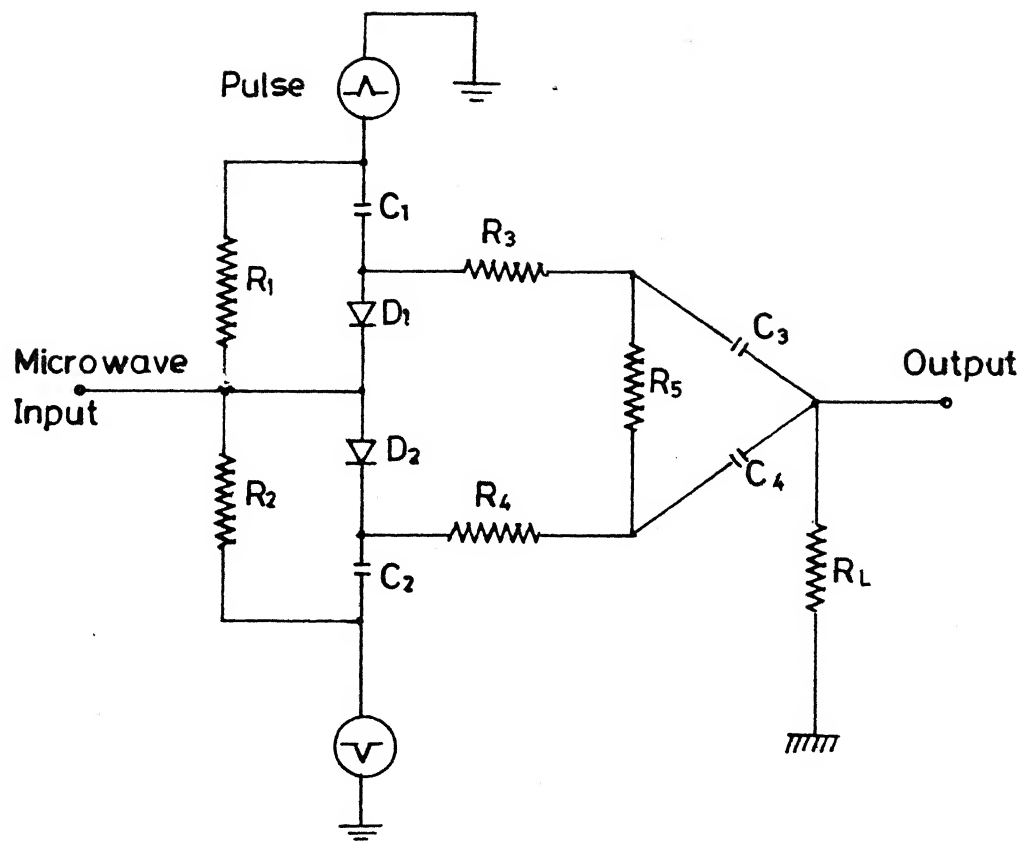 Pulse
C1
R3
R1
D1
C3
Microwave
Input
Output
R5
D2
R2
R4
C4
C2
RL